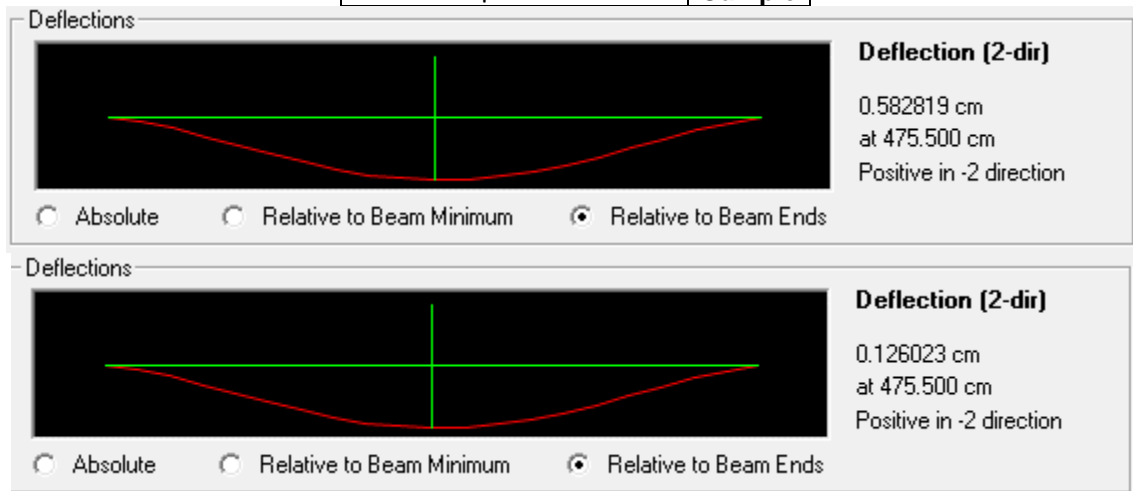 Deflections
Deflection (2-dir)
0.582819 cm
at 475.500 cm
Positive in -2 direction
Absolute Relative to Beam Minimum Relative to Beam Ends
Deflections
Deflection (2-dir)
0.126023 cm
at 475.500 cm
Positive in -2 direction
Absolute Relative to Beam Minimum Relative to Beam Ends